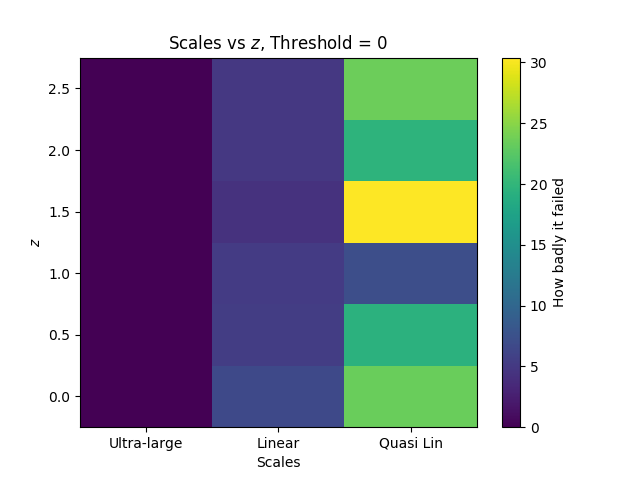 Scales vs z, Threshold = 0
z
2.5
2.0
1.5
1.0
0.5
0.0
Ultra-large Linear Quasi Lin
Scales
30
25
20
15
10
5
0
How badly it failed